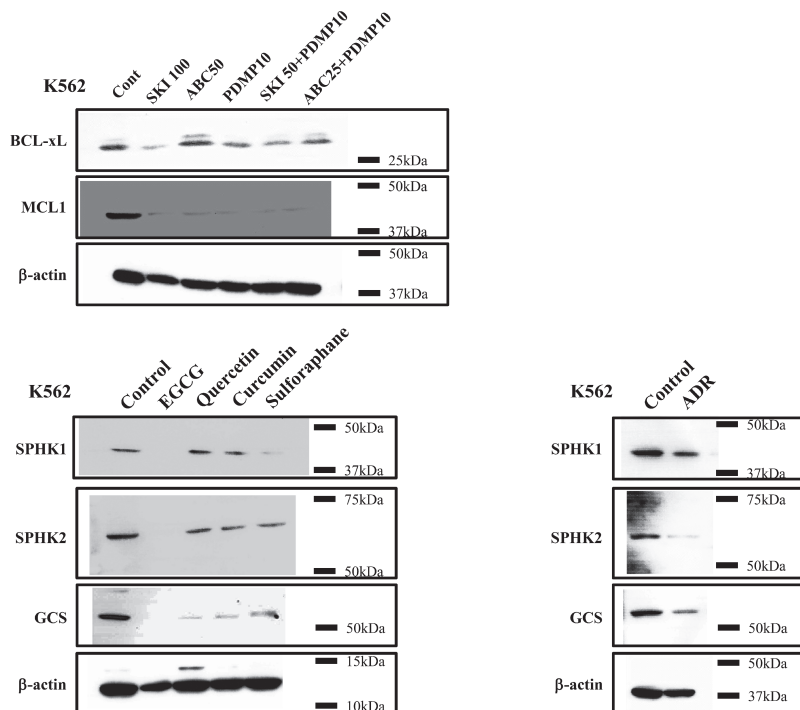 K562
Cont
SKI 100
ABC50
PDMP10
SKI 50+PDMP10
ABC25+PDMP10
BCL-xL
25kDa
MCL1
50kDa
37kDa
β-actin
50kDa
37kDa
K562
Control
EGCG
Quercetin
Curcumin
Sulforaphane
SPHK1
50kDa
37kDa
SPHK2
75kDa
50kDa
GCS
50kDa
β-actin
15kDa
10kDa
K562
Control
ADR
SPHK1
50kDa
37kDa
SPHK2
75kDa
50kDa
GCS
50kDa
β-actin
50kDa
37kDa